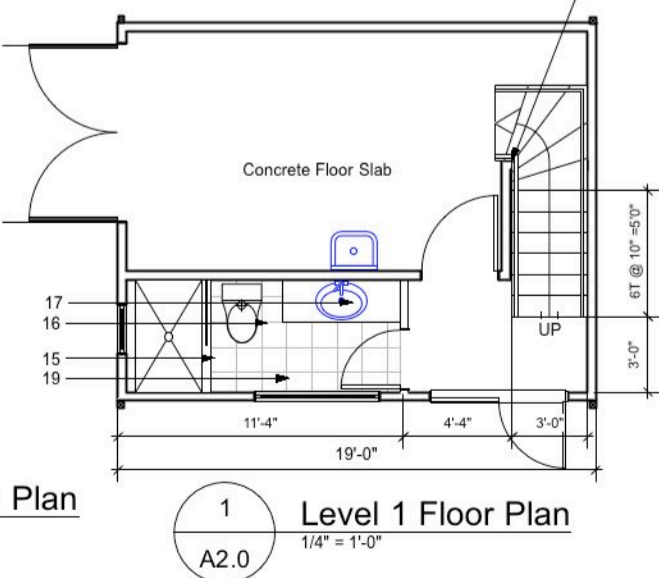 Concrete Floor Slab
6T @ 10" =5'0"
17
16
15
19
UP
3'-0"
11'-4"
4'-4"
3'-0"
19'-0"
Plan
1
A2.0
Level 1 Floor Plan
1/4" = 1'-0"